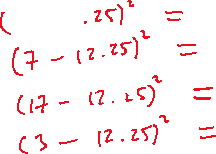 ( .25)² =
(7 - 12.25)² =
(17 - 12.25)² =
(3 - 12.25)² =